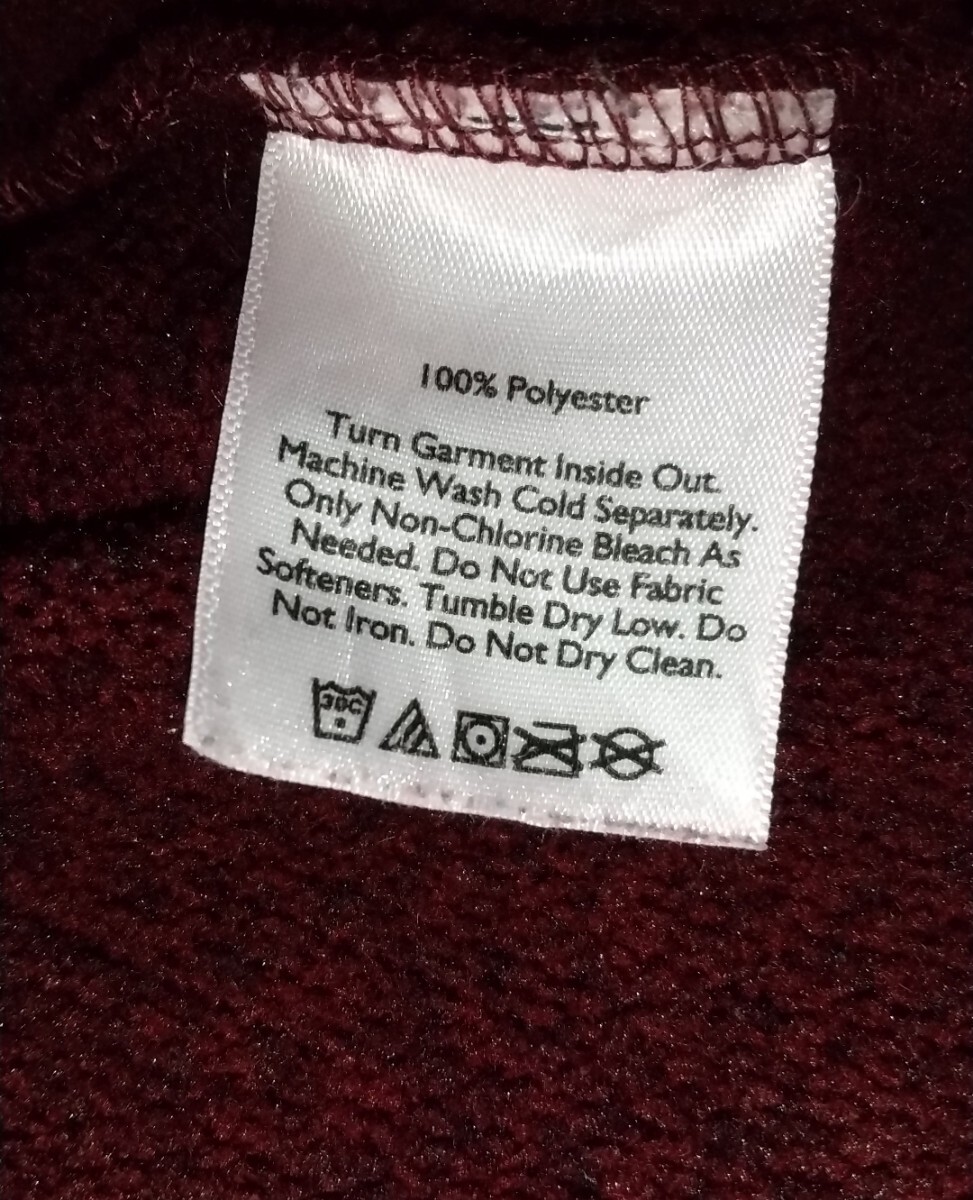 100% Polyester
Turn Garment Inside Out.
Machine Wash Cold Separately.
Only Non-Chlorine Bleach As
Needed. Do Not Use Fabric
Softeners. Tumble Dry Low. Do
Not Iron. Do Not Dry Clean.
30C